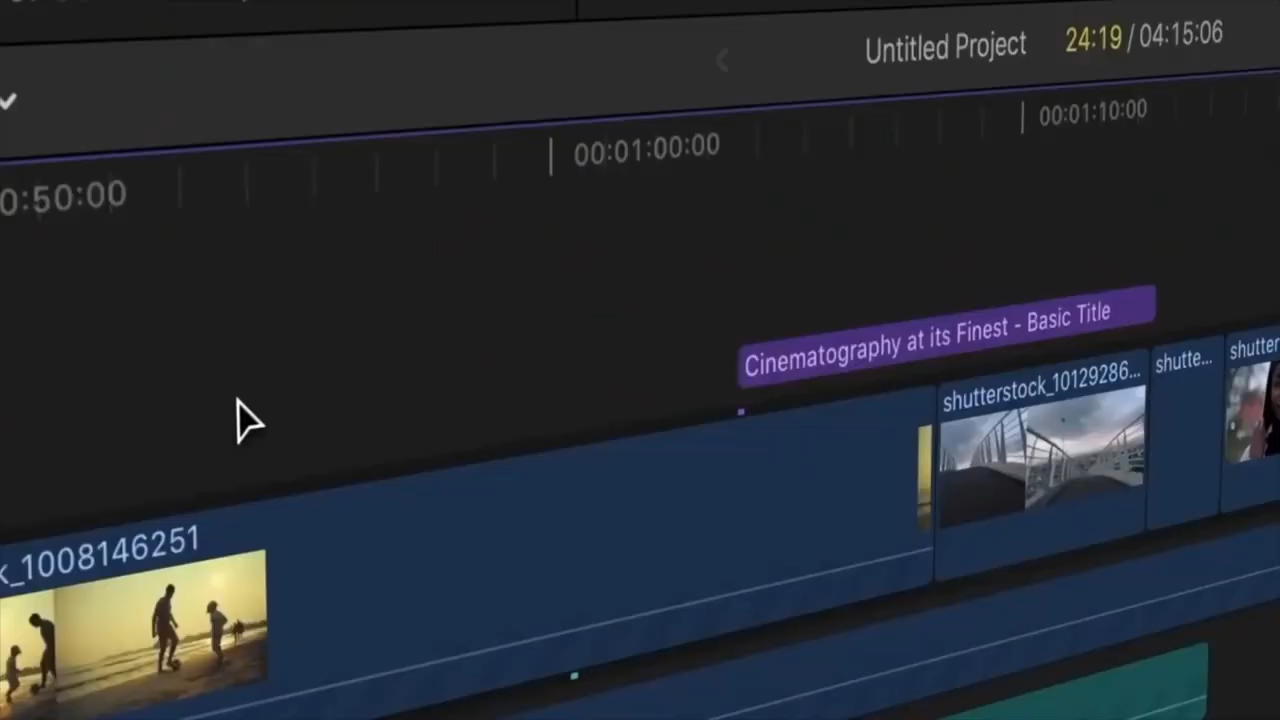 Untitled Project 24:19 / 04:15:06
0:50:00 00:01:00:00 00:01:10:00
Cinematography at its Finest - Basic Title
k_1008146251 shutterstock_10129286... shutte... shutter